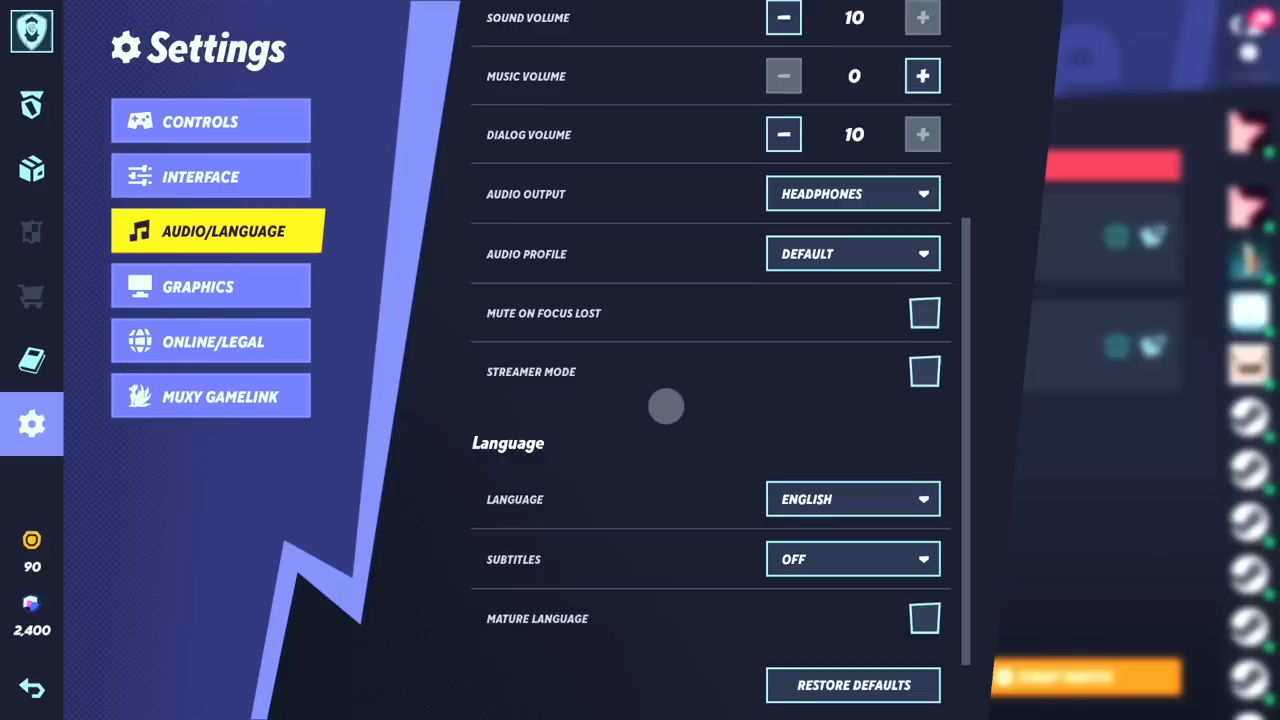 Settings
CONTROLS
INTERFACE
AUDIO/LANGUAGE
GRAPHICS
ONLINE/LEGAL
MUXY GAMELINK
90
2,400
SOUND VOLUME
10
MUSIC VOLUME
0
DIALOG VOLUME
10
AUDIO OUTPUT
HEADPHONES
AUDIO PROFILE
DEFAULT
MUTE ON FOCUS LOST
STREAMER MODE
Language
LANGUAGE
ENGLISH
SUBTITLES
OFF
MATURE LANGUAGE
RESTORE DEFAULTS